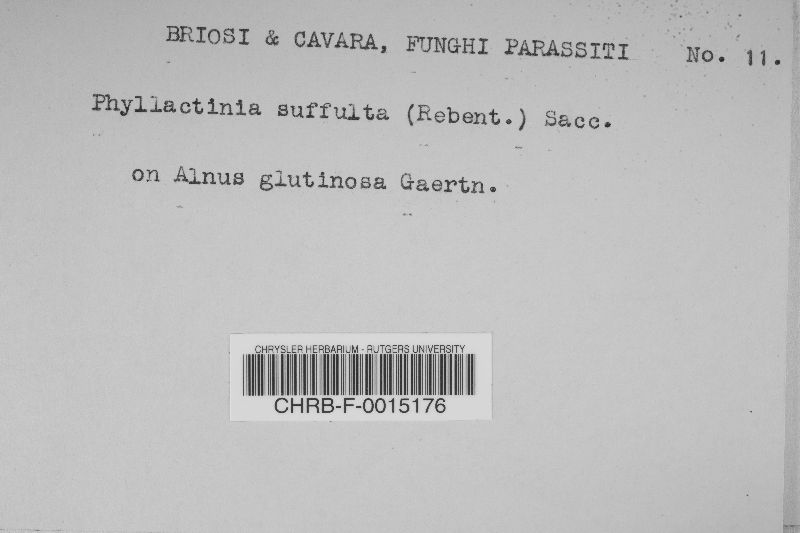 BRIOSI & CAVARA, FUNGHI PARASSITI No. 11.
Phyllactinia suffulta (Rebent.) Sacc.
on Alnus glutinosa Gaertn.
CHRYSLER HERBARIUM - RUTGERS UNIVERSITY
CHRB-F-0015176